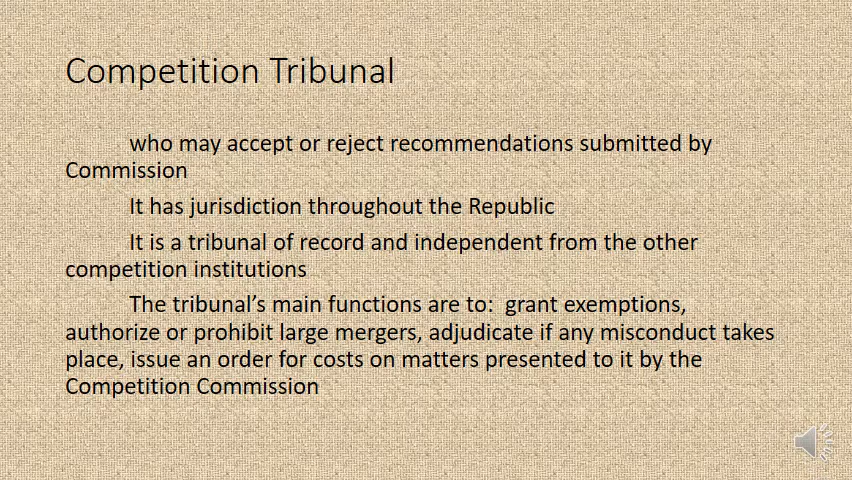 Competition Tribunal
who may accept or reject recommendations submitted by
Commission
It has jurisdiction throughout the Republic
It is a tribunal of record and independent from the other
competition institutions
The tribunal’s main functions are to:  grant exemptions,
authorize or prohibit large mergers, adjudicate if any misconduct takes
place, issue an order for costs on matters presented to it by the
Competition Commission